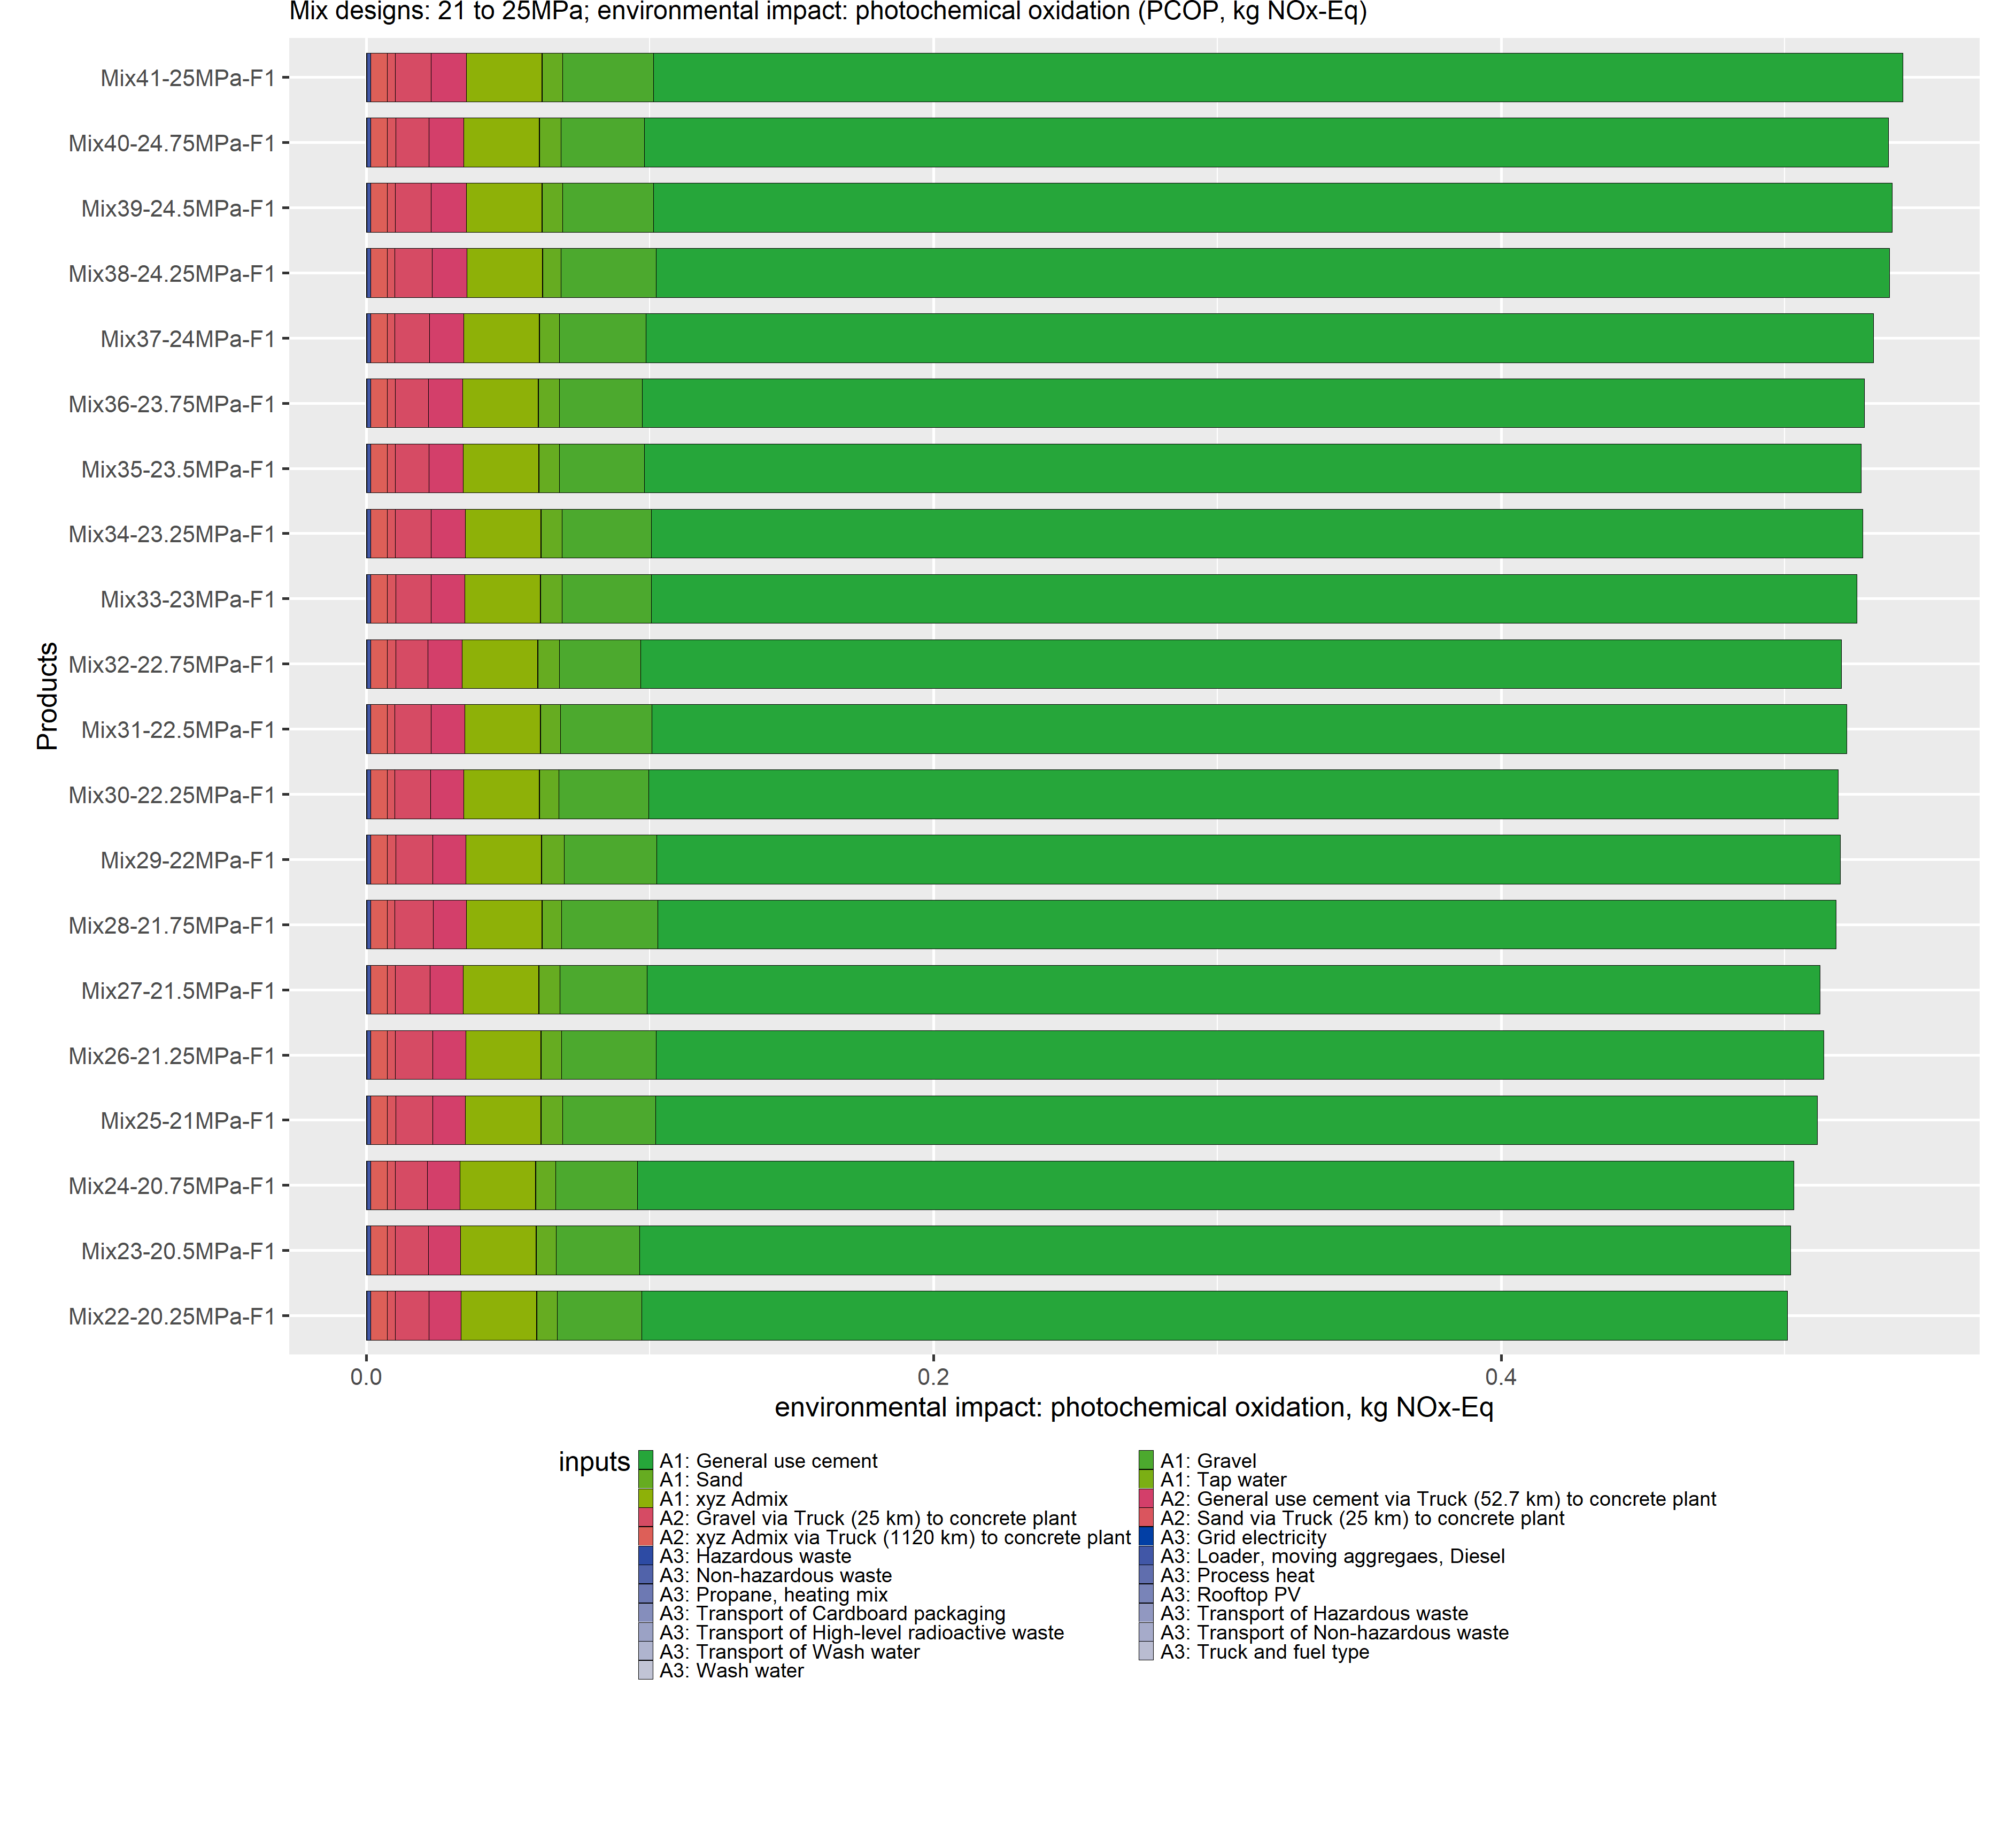 Mix designs: 21 to 25MPa; environmental impact: photochemical oxidation (PCOP, kg NOx-Eq)
Products
Mix41-25MPa-F1
Mix40-24.75MPa-F1
Mix39-24.5MPa-F1
Mix38-24.25MPa-F1
Mix37-24MPa-F1
Mix36-23.75MPa-F1
Mix35-23.5MPa-F1
Mix34-23.25MPa-F1
Mix33-23MPa-F1
Mix32-22.75MPa-F1
Mix31-22.5MPa-F1
Mix30-22.25MPa-F1
Mix29-22MPa-F1
Mix28-21.75MPa-F1
Mix27-21.5MPa-F1
Mix26-21.25MPa-F1
Mix25-21MPa-F1
Mix24-20.75MPa-F1
Mix23-20.5MPa-F1
Mix22-20.25MPa-F1
0.0 0.2 0.4
environmental impact: photochemical oxidation, kg NOx-Eq
inputs
A1: General use cement
A1: Sand
A1: xyz Admix
A2: Gravel via Truck (25 km) to concrete plant
A2: xyz Admix via Truck (1120 km) to concrete plant
A3: Hazardous waste
A3: Non-hazardous waste
A3: Propane, heating mix
A3: Transport of Cardboard packaging
A3: Transport of High-level radioactive waste
A3: Transport of Wash water
A3: Wash water
A1: Gravel
A1: Tap water
A2: General use cement via Truck (52.7 km) to concrete plant
A2: Sand via Truck (25 km) to concrete plant
A3: Grid electricity
A3: Loader, moving aggregaes, Diesel
A3: Process heat
A3: Rooftop PV
A3: Transport of Hazardous waste
A3: Transport of Non-hazardous waste
A3: Truck and fuel type